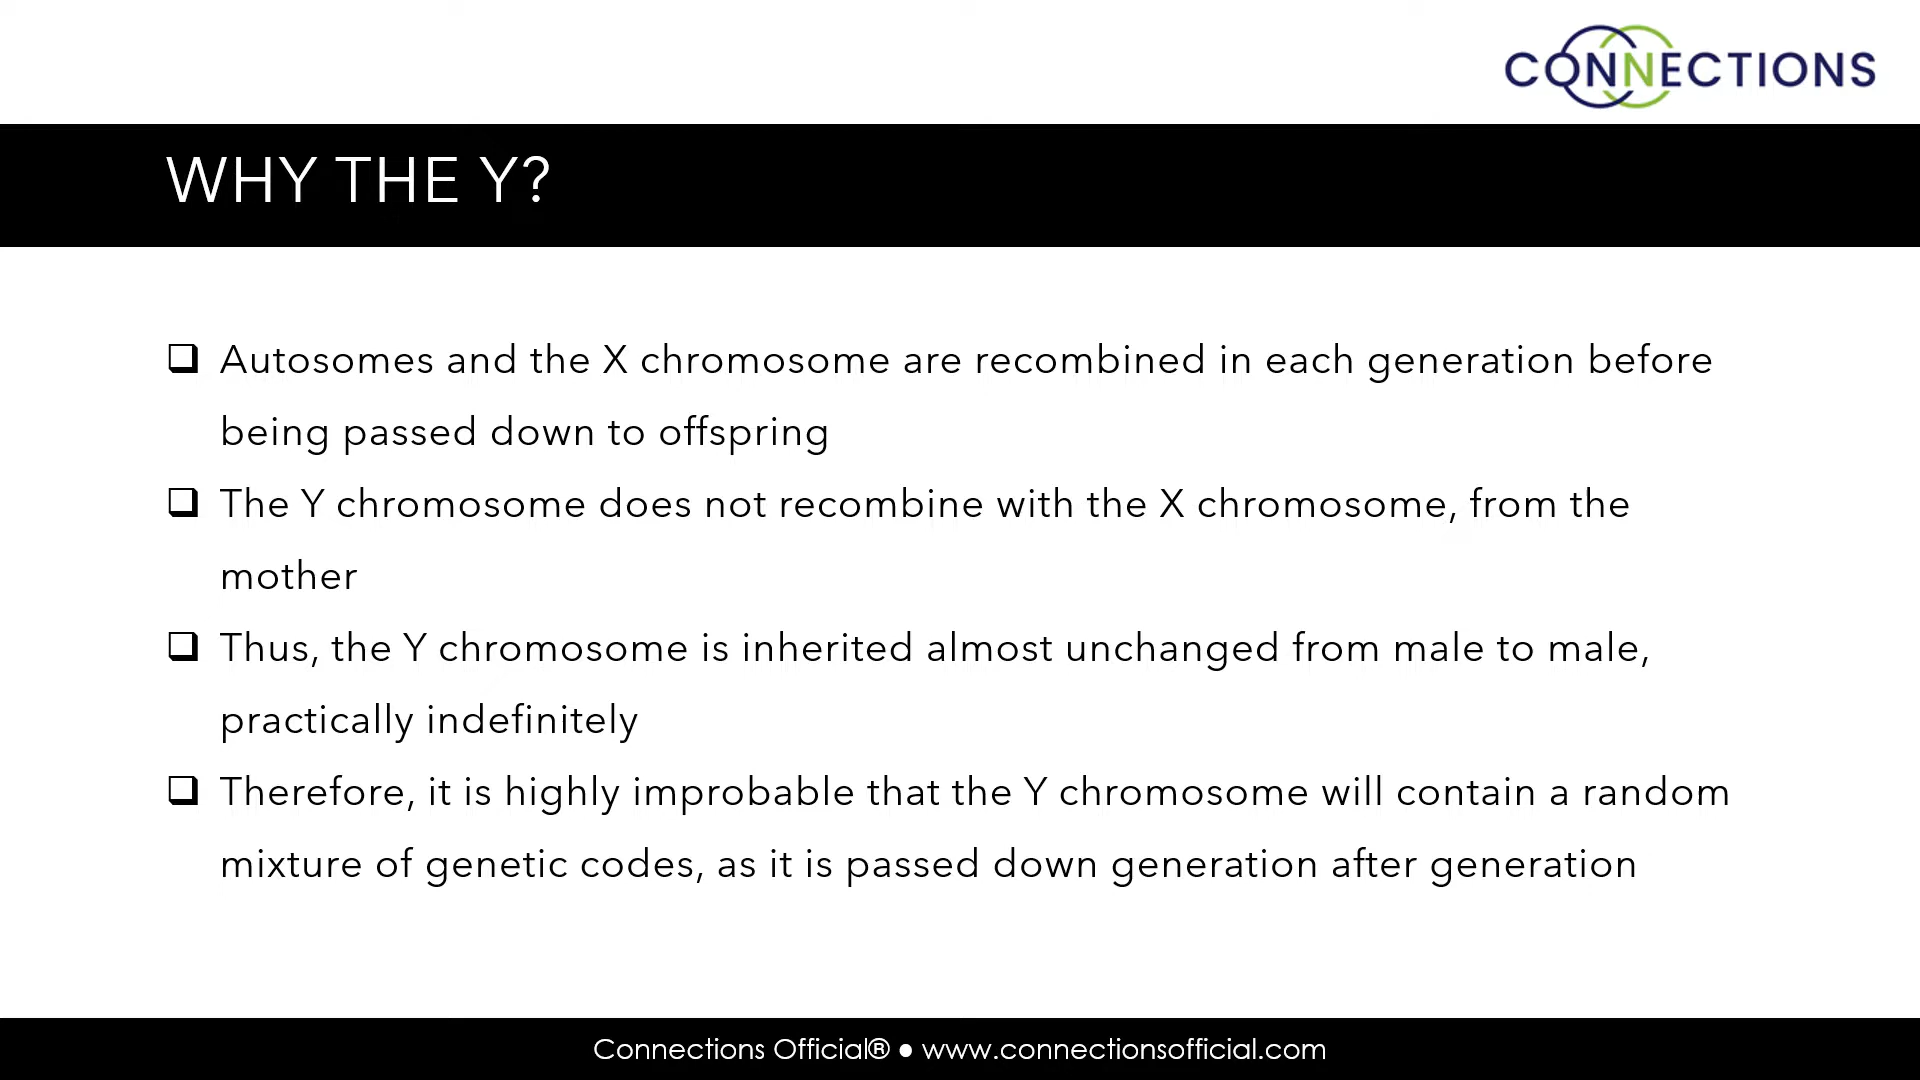 CONNECTIONS
WHY THE Y?
Autosomes and the X chromosome are recombined in each generation before
being passed down to offspring
The Y chromosome does not recombine with the X chromosome, from the
mother
Thus, the Y chromosome is inherited almost unchanged from male to male,
practically indefinitely
Therefore, it is highly improbable that the Y chromosome will contain a random
mixture of genetic codes, as it is passed down generation after generation
Connections Official® ● www.connectionsofficial.com